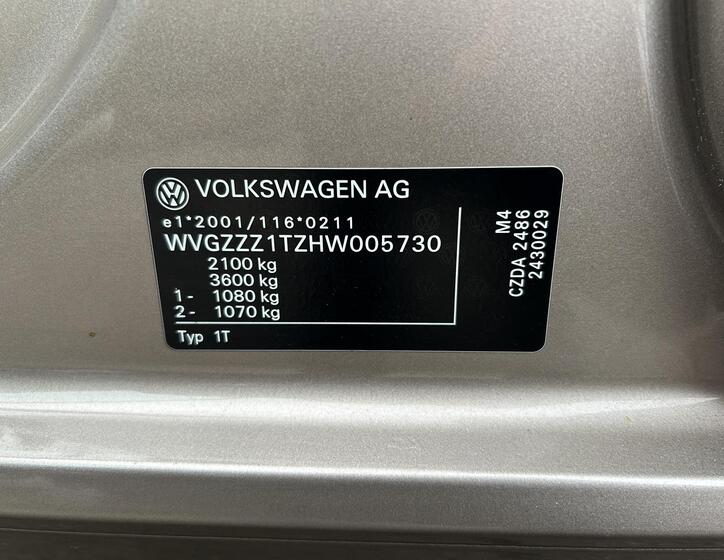 VOLKSWAGEN AG
e1*2001/116*0211
WVGZZZ1TZHW005730
2100 kg
3600 kg
1- 1080 kg
2- 1070 kg
Typ 1T
M4
CZDA 2486
2430029